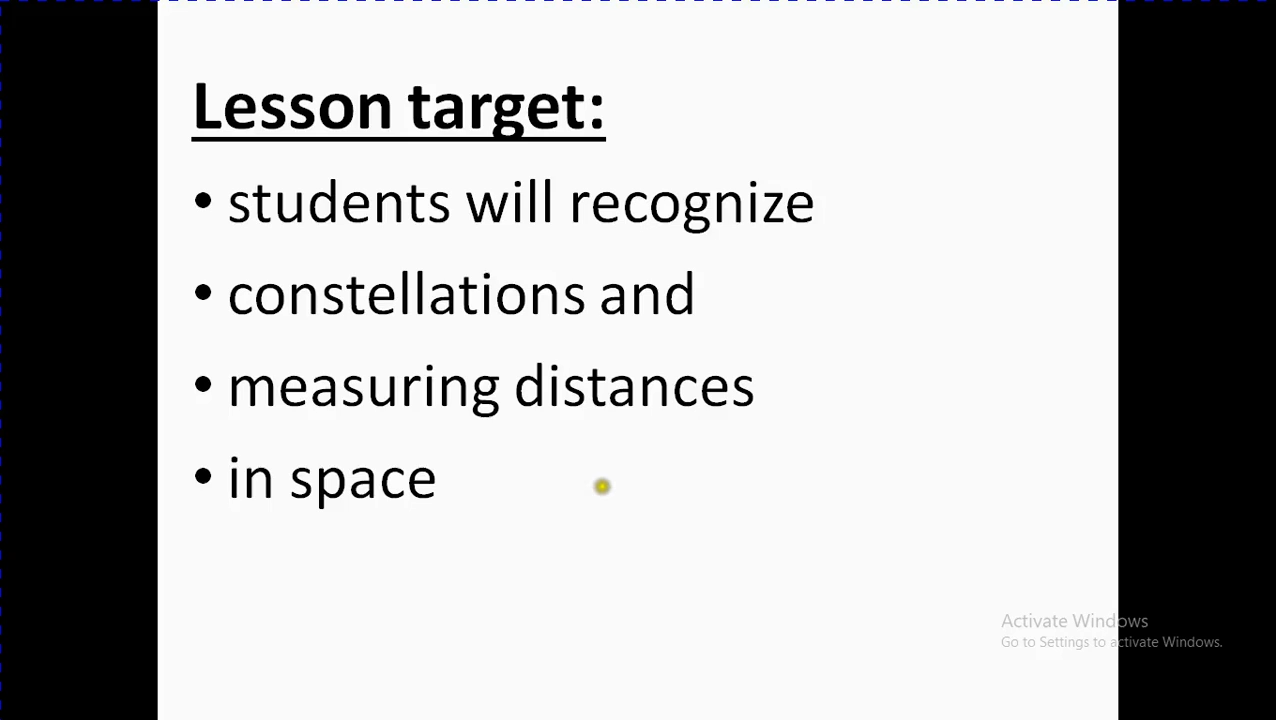 Lesson target:
• students will recognize
• constellations and
• measuring distances
• in space
Activate Windows
Go to Settings to activate Windows.